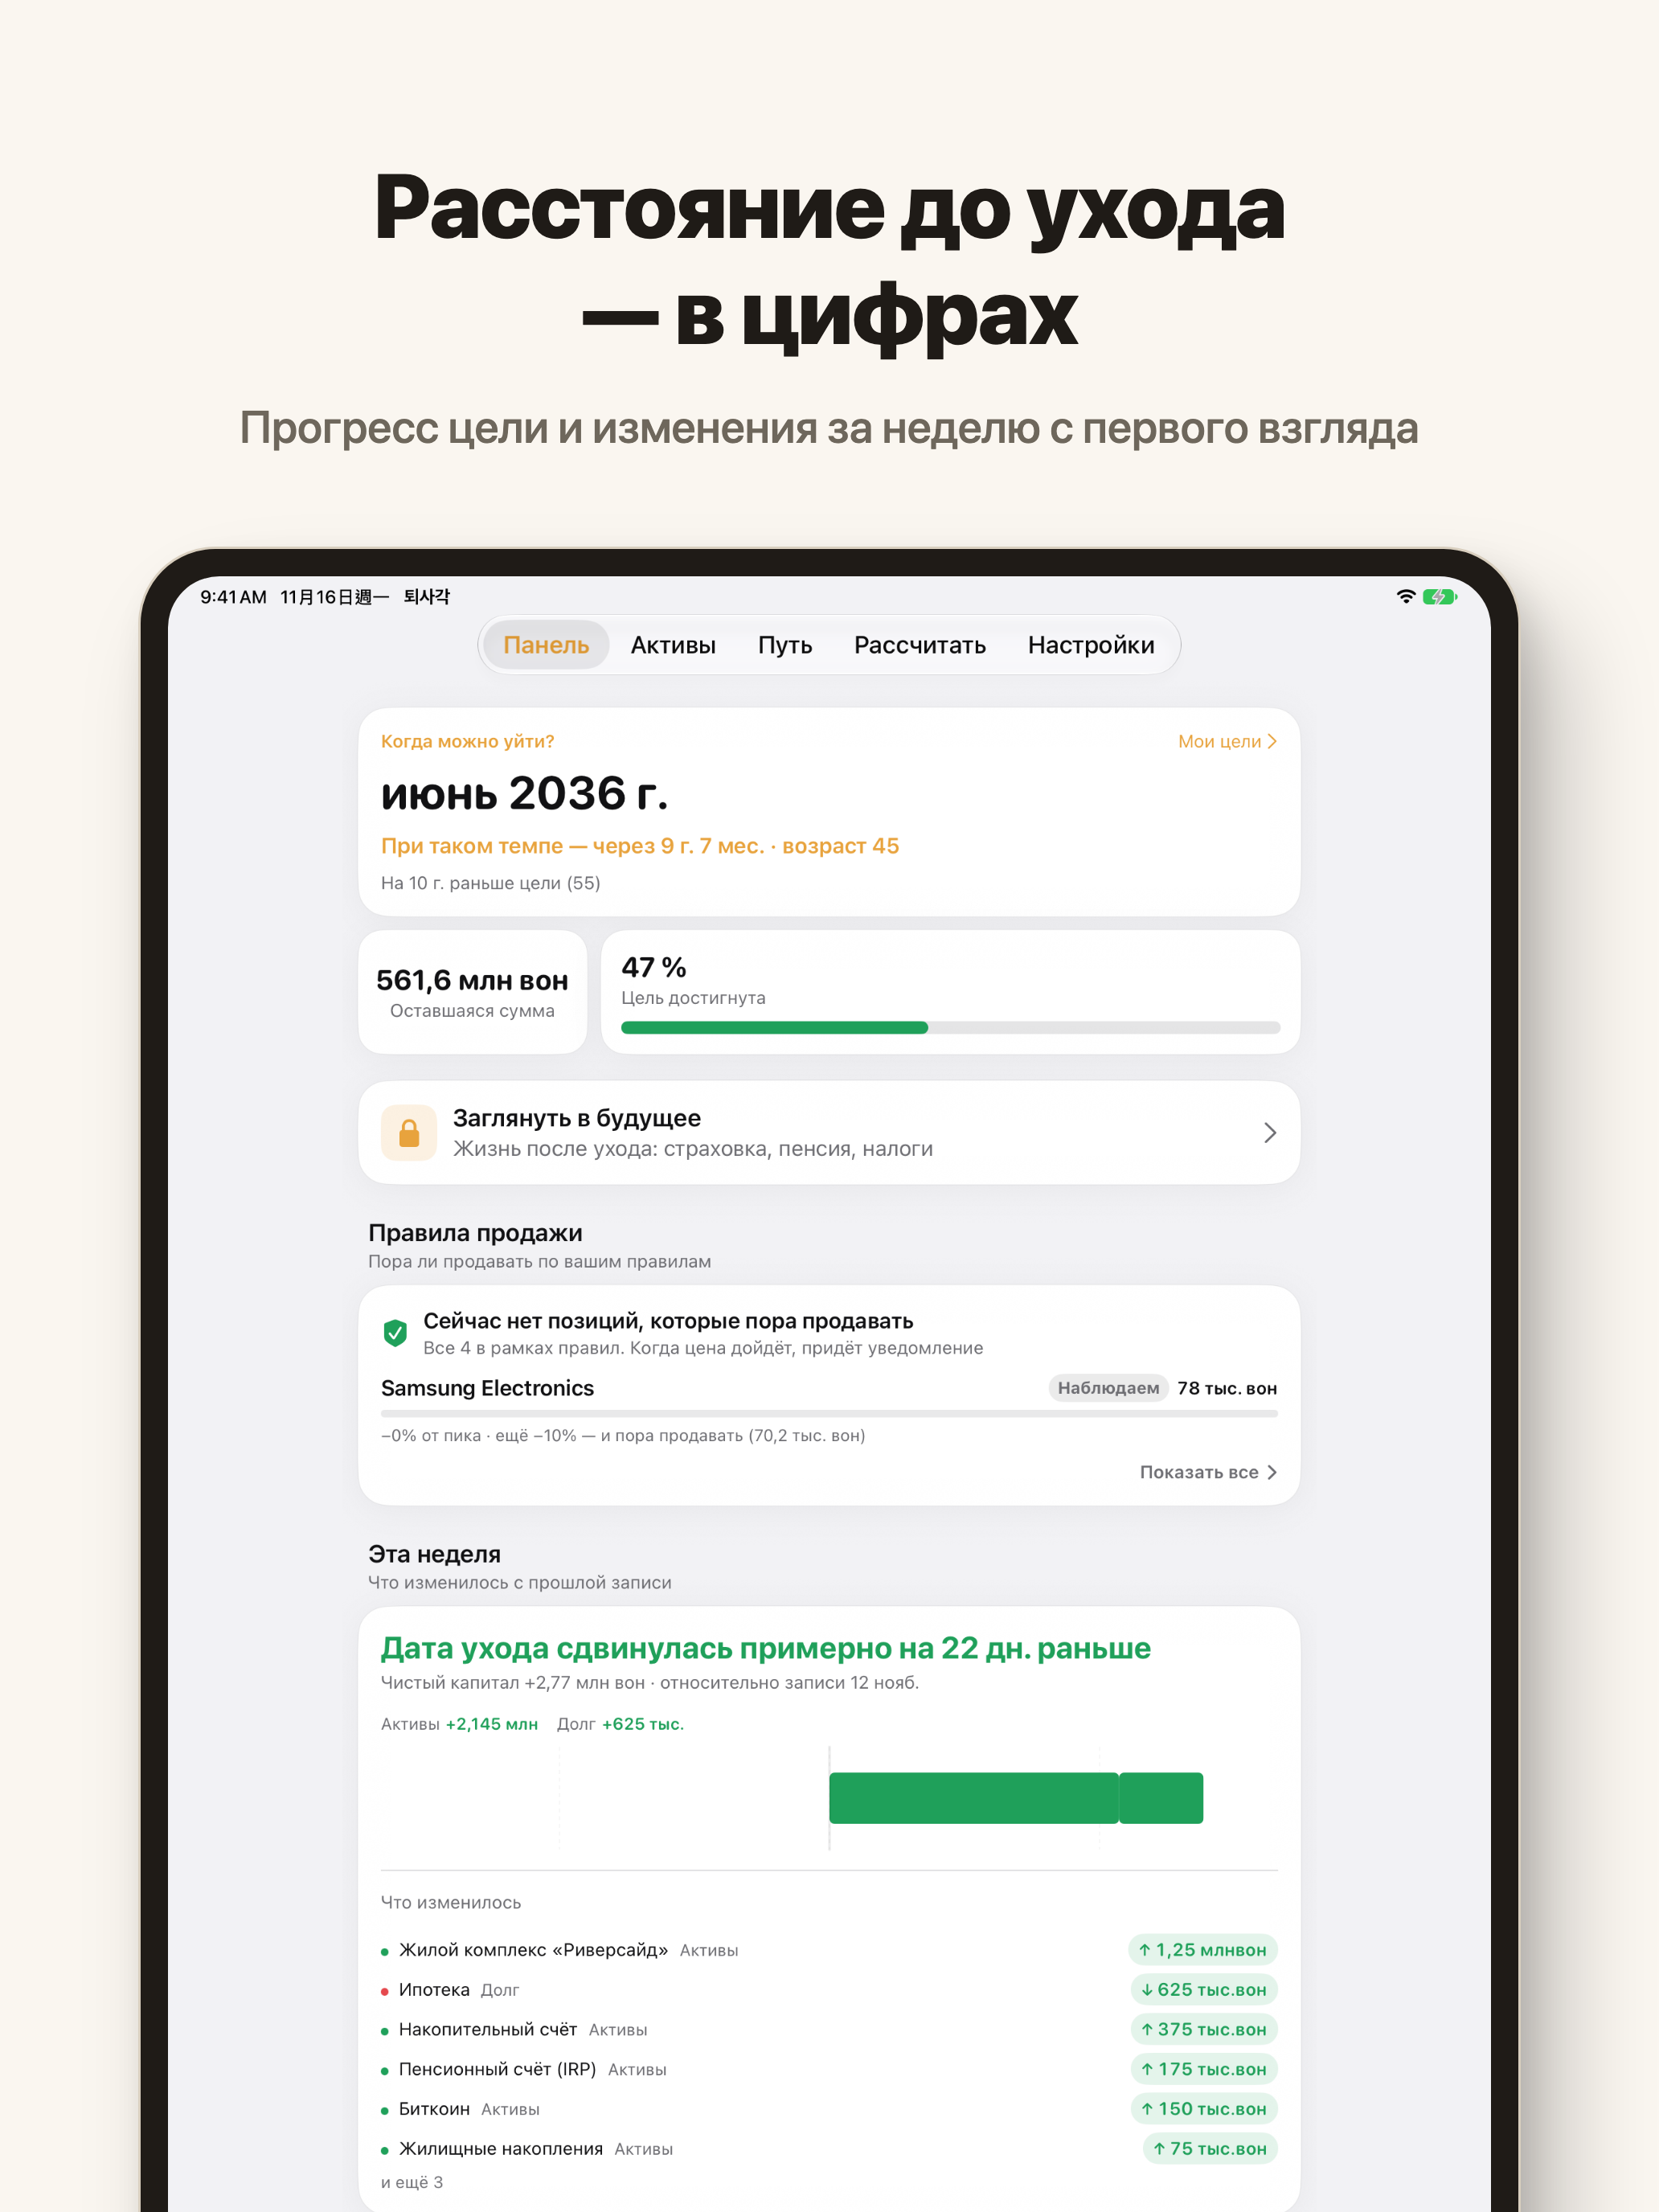 Расстояние до ухода
— в цифрах
Прогресс цели и изменения за неделю с первого взгляда
9:41 AM 11月16日週一 퇴사각
Панель Активы Путь Рассчитать Настройки
Когда можно уйти? Мои цели
июнь 2036 г.
При таком темпе — через 9 г. 7 мес. · возраст 45
На 10 г. раньше цели (55)
561,6 млн вон
Оставшаяся сумма
47 %
Цель достигнута
Заглянуть в будущее
Жизнь после ухода: страховка, пенсия, налоги
Правила продажи
Пора ли продавать по вашим правилам
Сейчас нет позиций, которые пора продавать
Все 4 в рамках правил. Когда цена дойдёт, придёт уведомление
Samsung Electronics Наблюдаем 78 тыс. вон
−0% от пика · ещё −10% — и пора продавать (70,2 тыс. вон)
Показать все
Эта неделя
Что изменилось с прошлой записи
Дата ухода сдвинулась примерно на 22 дн. раньше
Чистый капитал +2,77 млн вон · относительно записи 12 нояб.
Активы +2,145 млн Долг +625 тыс.
Что изменилось
Жилой комплекс «Риверсайд» Активы ↑ 1,25 млнвон
Ипотека Долг ↓ 625 тыс.вон
Накопительный счёт Активы ↑ 375 тыс.вон
Пенсионный счёт (IRP) Активы ↑ 175 тыс.вон
Биткоин Активы ↑ 150 тыс.вон
Жилищные накопления Активы ↑ 75 тыс.вон
и ещё 3